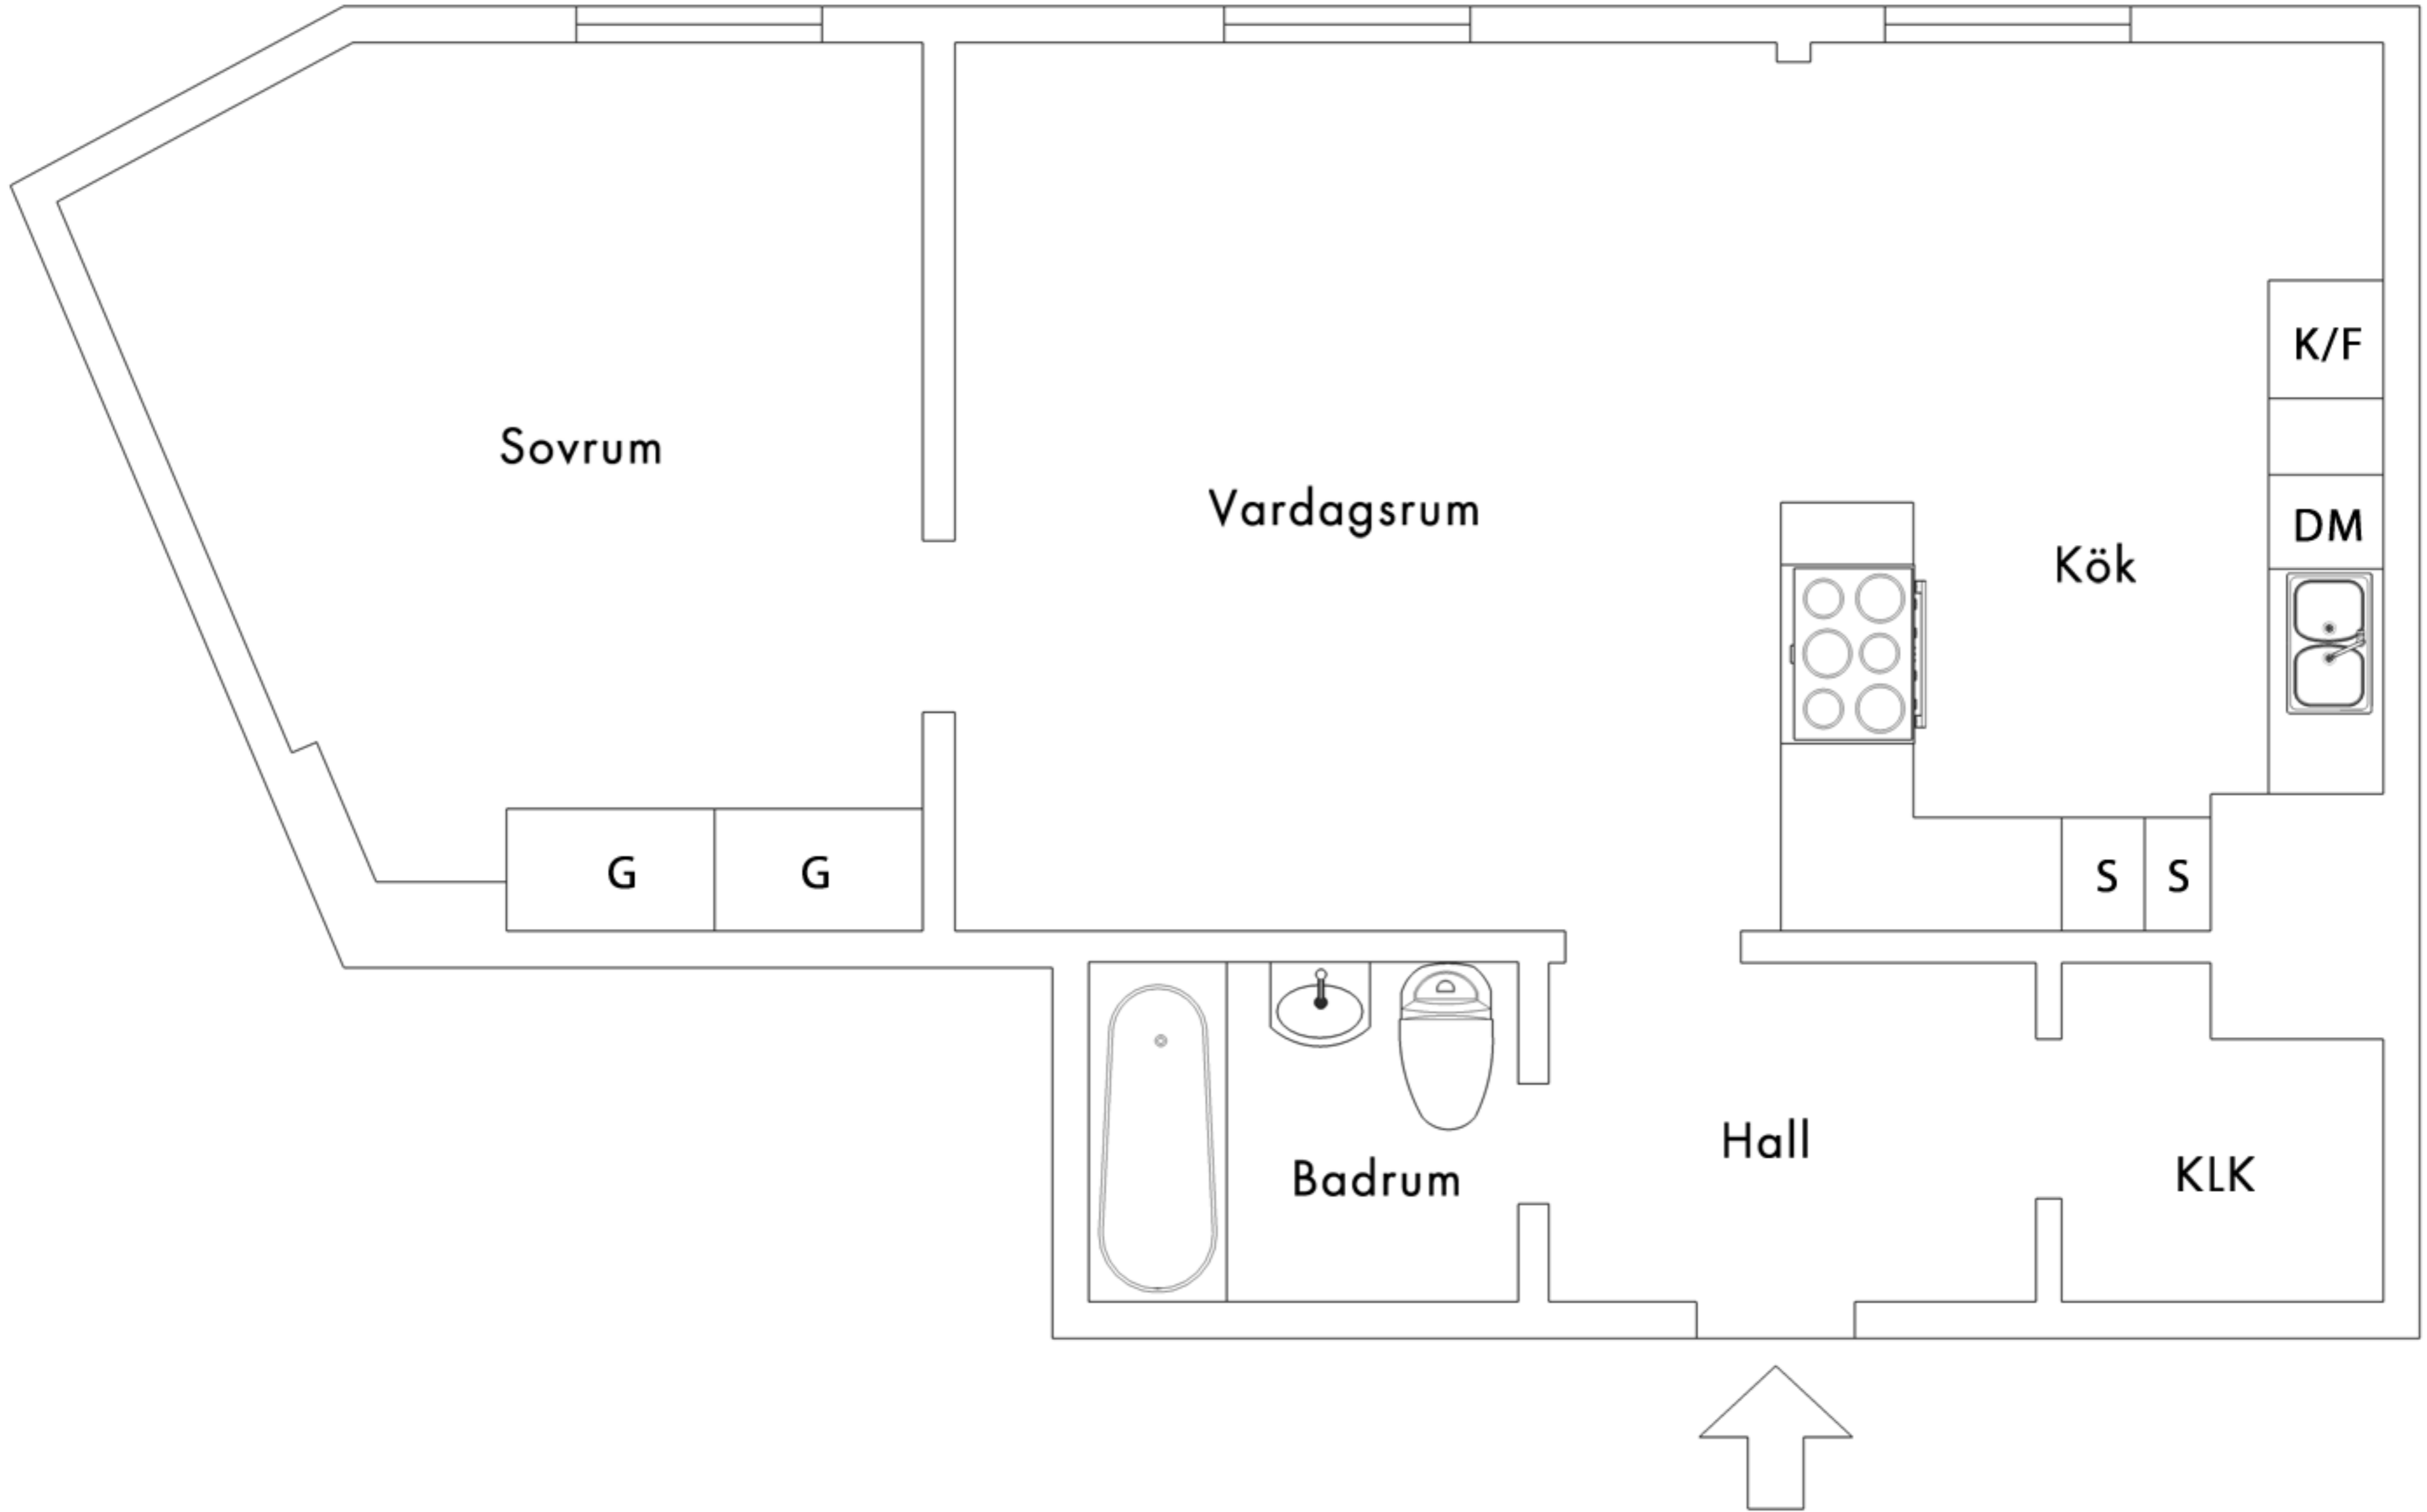 K/F
Sovrum
Vardagsrum
DM
Kök
G
G
S
S
Hall
Badrum
KLK